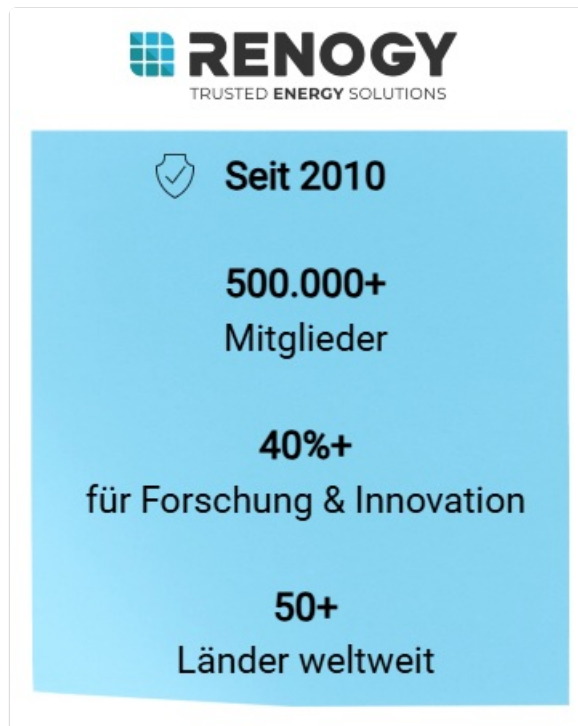 RENOGY
TRUSTED ENERGY SOLUTIONS
Seit 2010
500.000+
Mitglieder
40%+
für Forschung & Innovation
50+
Länder weltweit